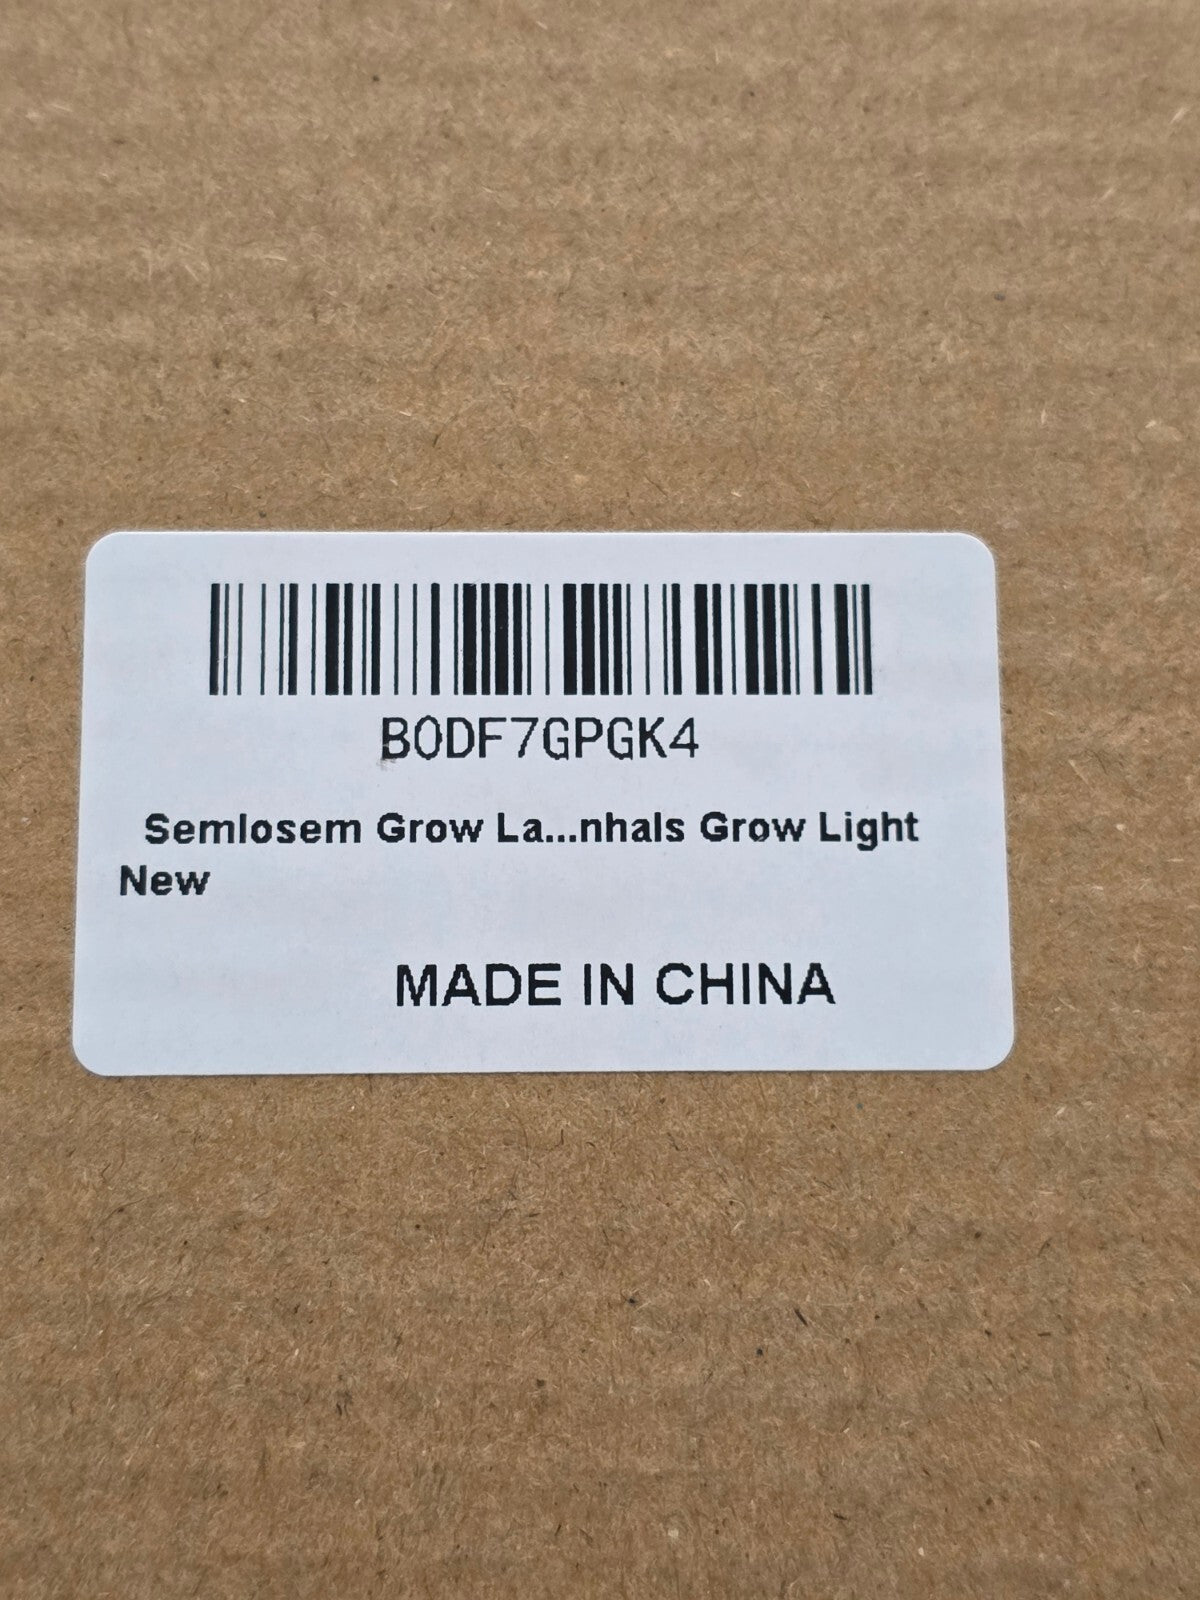 B0DF7GPGK4
Semlosem Grow La...nhals Grow Light
New
MADE IN CHINA